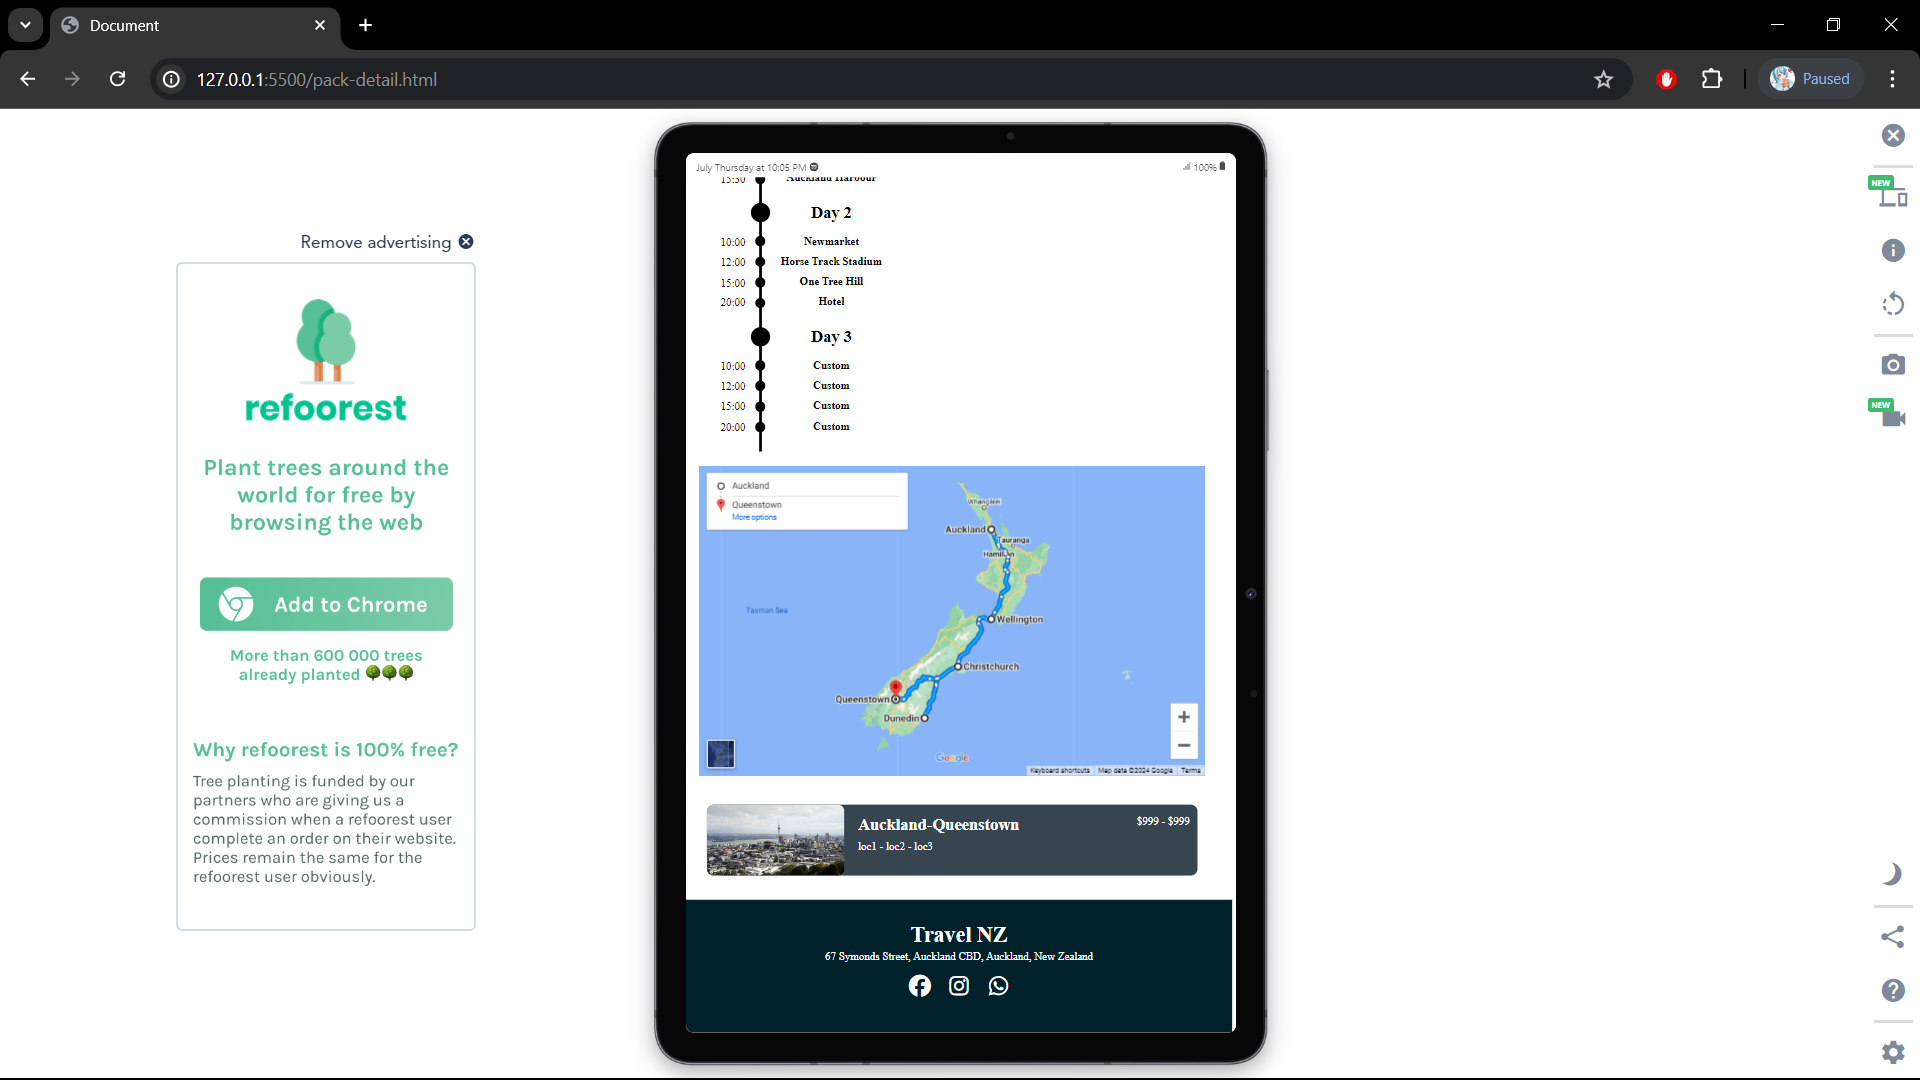 Document
127.0.0.1:5500/pack-detail.html
Paused
Remove advertising
refoorest
Plant trees around the
world for free by
browsing the web
Add to Chrome
More than 600 000 trees
already planted
Why refoorest is 100% free?
Tree planting is funded by our
partners who are giving us a
commission when a refoorest user
complete an order on their website.
Prices remain the same for the
refoorest user obviously.
July Thursday at 10:05 PM
100%
15:30 Auckland Harbour
Day 2
10:00 Newmarket
12:00 Horse Track Stadium
15:00 One Tree Hill
20:00 Hotel
Day 3
10:00 Custom
12:00 Custom
15:00 Custom
20:00 Custom
Auckland
Queenstown
More options
Whangārei
Auckland
Tauranga
Hamilton
Tasman Sea
Wellington
Christchurch
Queenstown
Dunedin
Google
Keyboard shortcuts Map data ©2024 Google Terms
Auckland-Queenstown
$999 - $999
loc1 - loc2 - loc3
Travel NZ
67 Symonds Street, Auckland CBD, Auckland, New Zealand
NEW
NEW